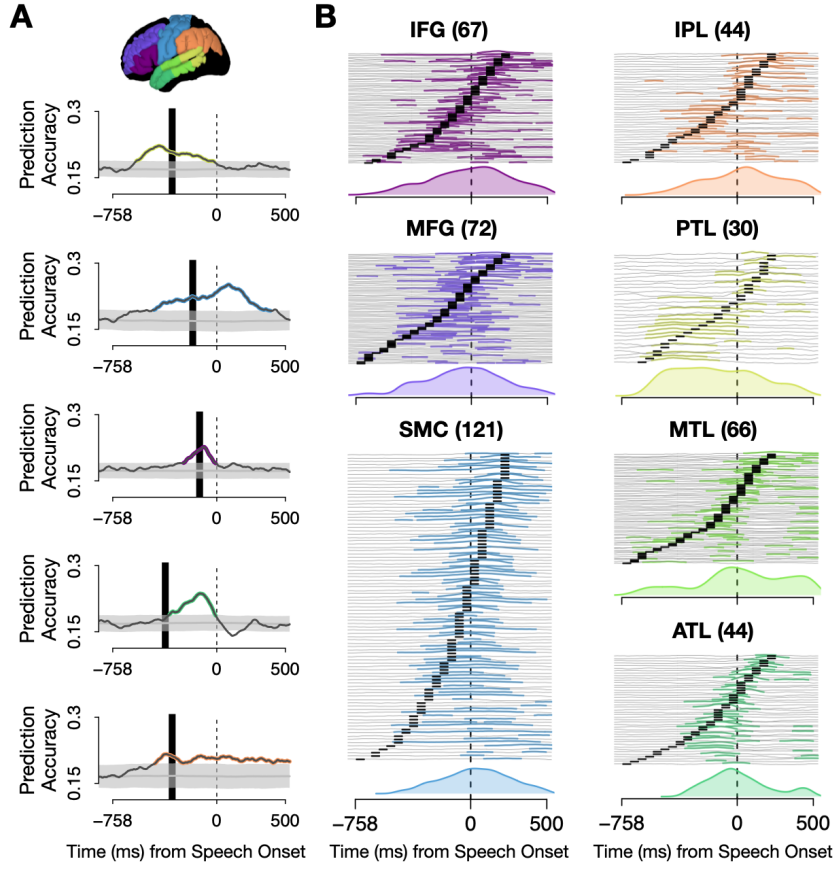 A
Prediction
Accuracy
0.3
0.15
−758
0
500
Prediction
Accuracy
0.3
0.15
−758
0
500
Prediction
Accuracy
0.3
0.15
−758
0
500
Prediction
Accuracy
0.3
0.15
−758
0
500
Prediction
Accuracy
0.3
0.15
−758
0
500
Time (ms) from Speech Onset
B
IFG (67)
IPL (44)
MFG (72)
PTL (30)
SMC (121)
MTL (66)
ATL (44)
−758
0
500
Time (ms) from Speech Onset
−758
0
500
Time (ms) from Speech Onset